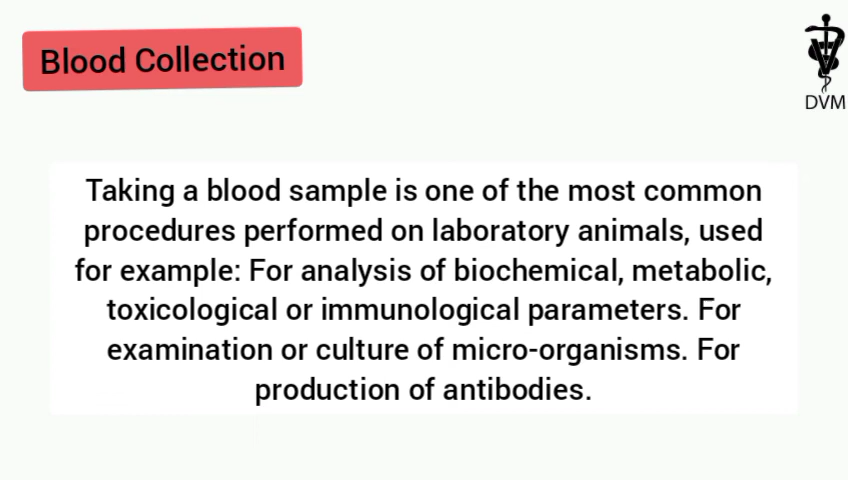 Blood Collection
DVM
Taking a blood sample is one of the most common
procedures performed on laboratory animals, used
for example: For analysis of biochemical, metabolic,
toxicological or immunological parameters. For
examination or culture of micro-organisms. For
production of antibodies.